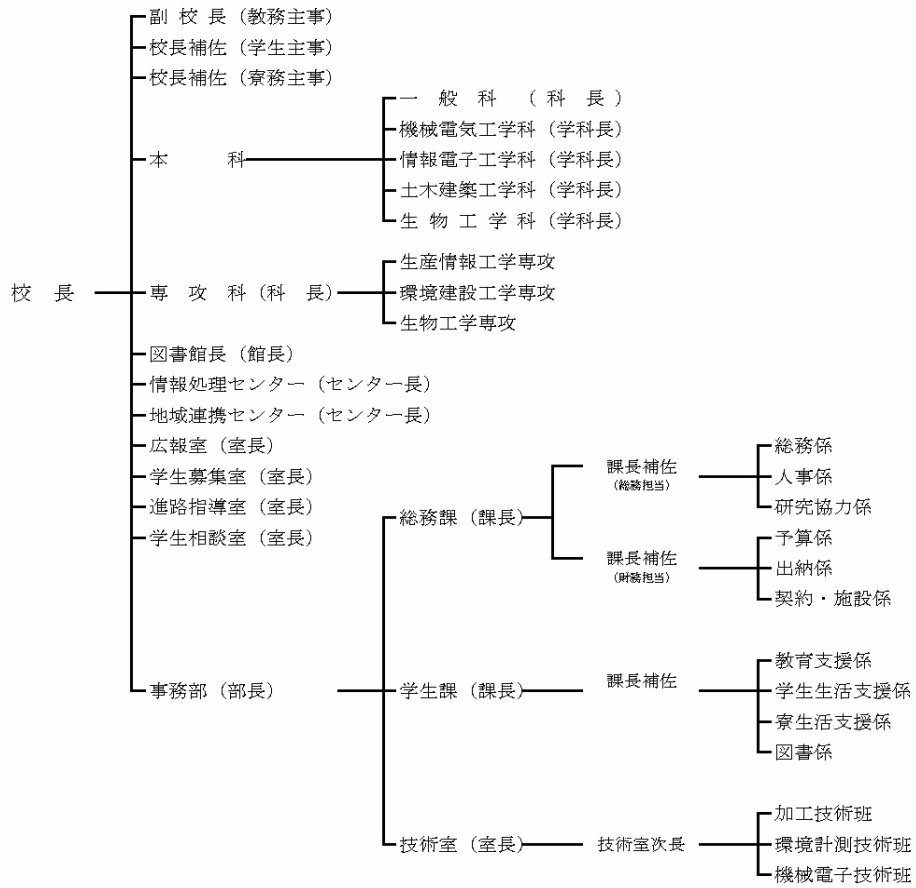 副校長（教務主事）
校長補佐（学生主事）
校長補佐（寮務主事）
一般科（科長）
機械電気工学科（学科長）
本科
情報電子工学科（学科長）
土木建築工学科（学科長）
生物工学科（学科長）
生産情報工学専攻
校長
専攻科（科長）
環境建設工学専攻
生物工学専攻
図書館長（館長）
情報処理センター（センター長）
地域連携センター（センター長）
広報室（室長）
学生募集室（室長）
進路指導室（室長）
学生相談室（室長）
事務部（部長）
総務課（課長）
課長補佐
（総務担当）
総務係
人事係
研究協力係
課長補佐
（財務担当）
予算係
出納係
契約・施設係
学生課（課長）
課長補佐
教育支援係
学生生活支援係
寮生活支援係
図書係
技術室（室長）
技術室次長
加工技術班
環境計測技術班
機械電子技術班